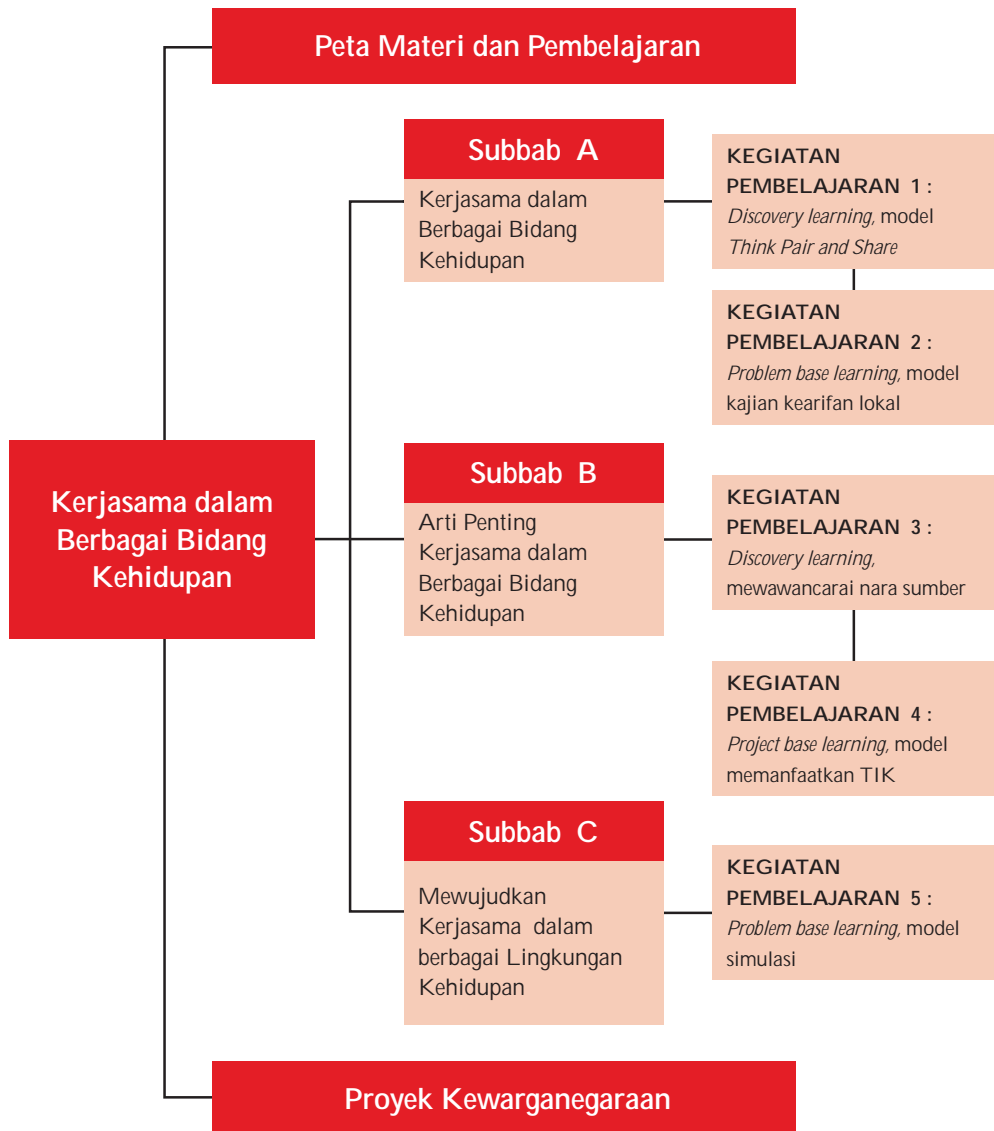 Peta Materi dan Pembelajaran
Subbab A
Kerjasama dalam
Berbagai Bidang
Kehidupan
KEGIATAN
PEMBELAJARAN 1 :
Discovery learning, model
Think Pair and Share
KEGIATAN
PEMBELAJARAN 2 :
Problem base learning, model
kajian kearifan lokal
Kerjasama dalam
Berbagai Bidang
Kehidupan
Subbab B
Arti Penting
Kerjasama dalam
Berbagai Bidang
Kehidupan
KEGIATAN
PEMBELAJARAN 3 :
Discovery learning,
mewawancarai nara sumber
KEGIATAN
PEMBELAJARAN 4 :
Project base learning, model
memanfaatkan TIK
Subbab C
Mewujudkan
Kerjasama dalam
berbagai Lingkungan
Kehidupan
KEGIATAN
PEMBELAJARAN 5 :
Problem base learning, model
simulasi
Proyek Kewarganegaraan